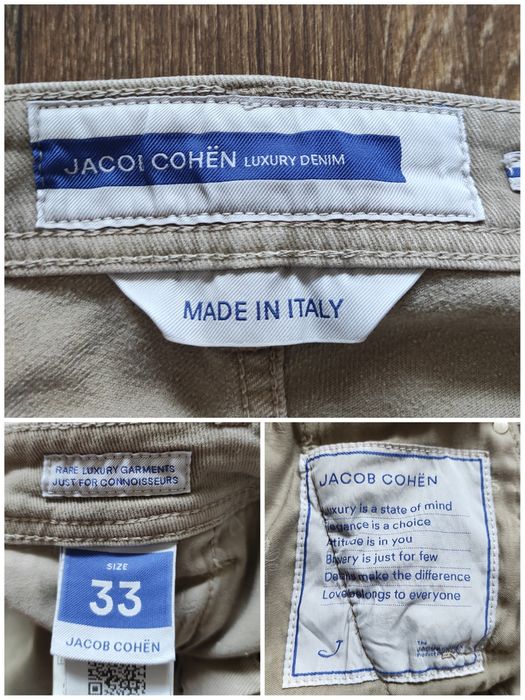 JACOB COHËN LUXURY DENIM
MADE IN ITALY
RARE LUXURY GARMENTS
JUST FOR CONNOISSEURS
SIZE
33
JACOB COHËN
JACOB COHËN
Luxury is a state of mind
Elegance is a choice
Attitude is in you
Bravery is just for few
Details make the difference
Love belongs to everyone
The